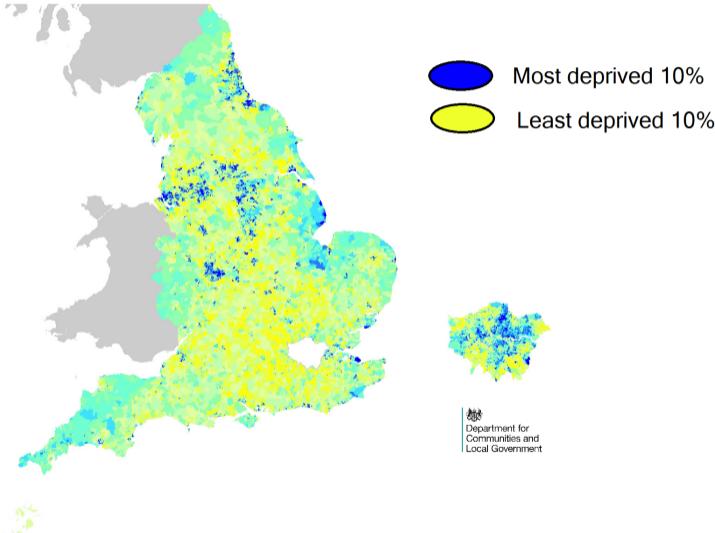 Most deprived 10%
Least deprived 10%
Department for
Communities and
Local Government